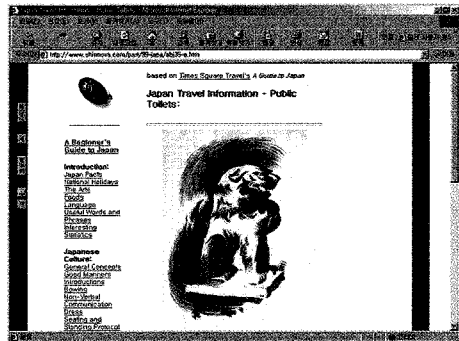 http://www.shinnova.com/part/99-japa/abj35-e.htm
based on Times Square Travel's A Guide to Japan
Japan Travel Information - Public
Toilets:
A Beginner's
Guide to Japan
Introduction:
Japan Facts
National Holidays
The Arts
Foods
Language
Useful Words and
Phrases
Interesting
Statistics
Japanese
Culture:
General Concepts
Good Manners
Introductions
Bowing
Non-Verbal
Communication
Dress
Seating and
Standing Protocol